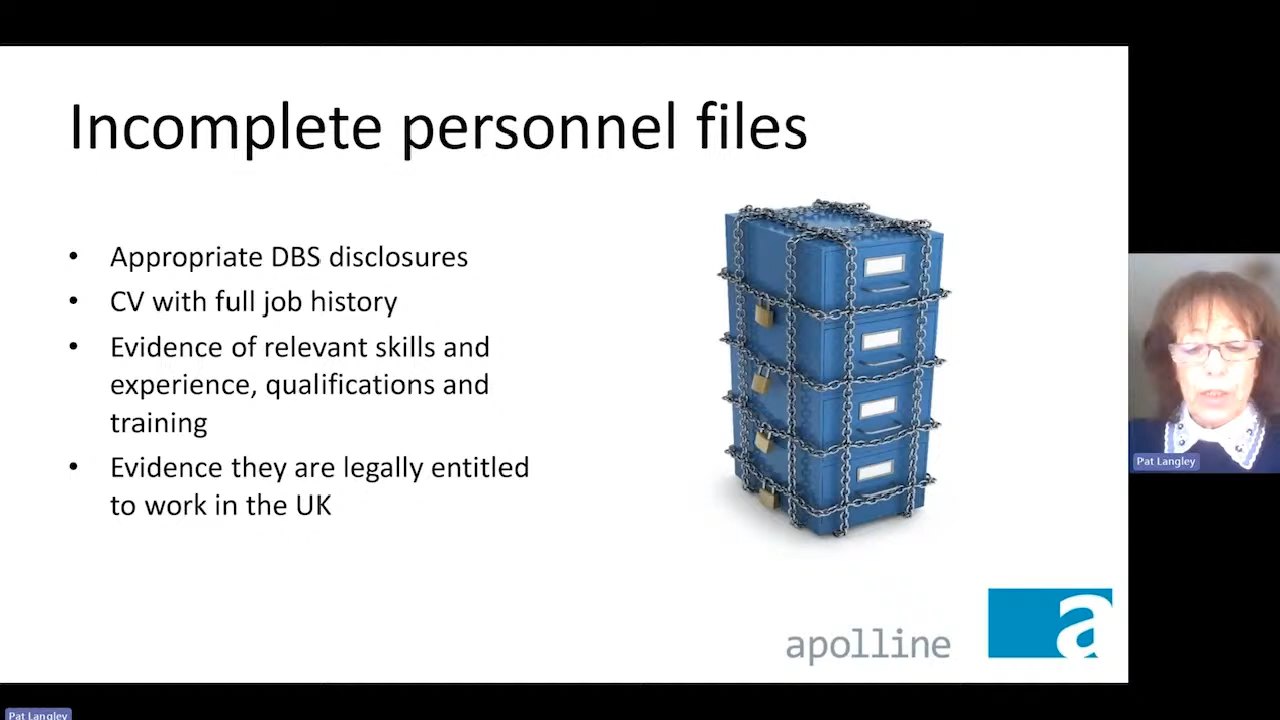 Incomplete personnel files
• Appropriate DBS disclosures
• CV with full job history
• Evidence of relevant skills and
experience, qualifications and
training
• Evidence they are legally entitled
to work in the UK
apolline
a
Pat Langley
Pat Langley